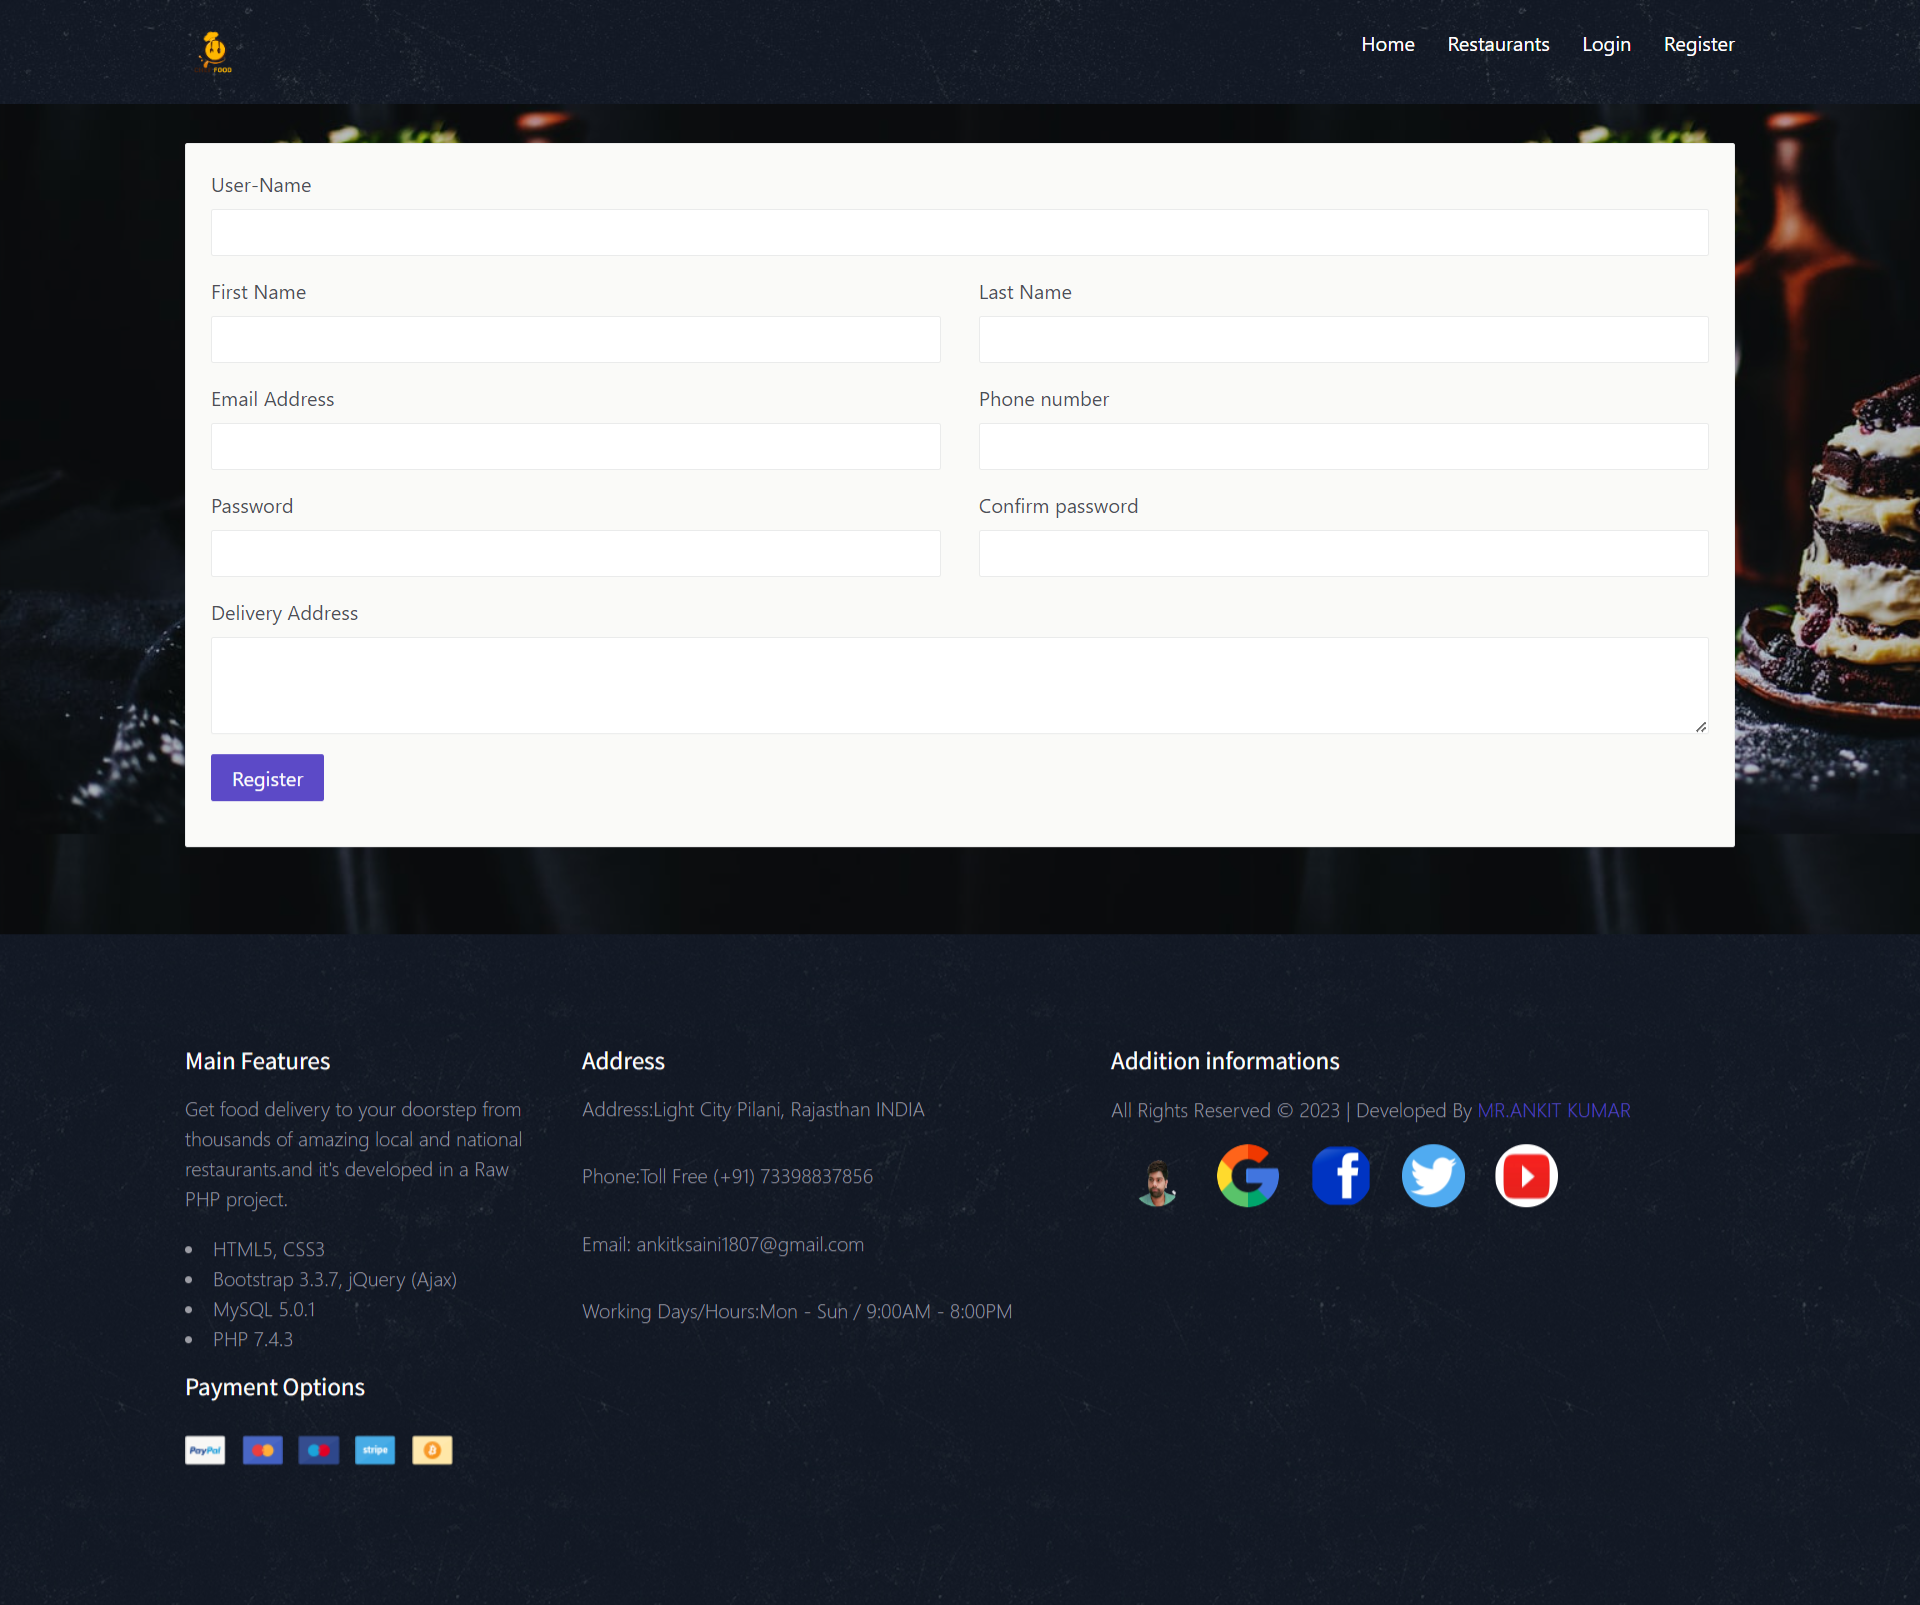 FOOD
Home Restaurants Login Register
User-Name
First Name Last Name
Email Address Phone number
Password Confirm password
Delivery Address
Register
Main Features
Get food delivery to your doorstep from
thousands of amazing local and national
restaurants.and it's developed in a Raw
PHP project.
HTML5, CSS3
Bootstrap 3.3.7, jQuery (Ajax)
MySQL 5.0.1
PHP 7.4.3
Payment Options
PayPal stripe
Address
Address:Light City Pilani, Rajasthan INDIA
Phone:Toll Free (+91) 73398837856
Email: ankitksaini1807@gmail.com
Working Days/Hours:Mon - Sun / 9:00AM - 8:00PM
Addition informations
All Rights Reserved © 2023 | Developed By MR.ANKIT KUMAR